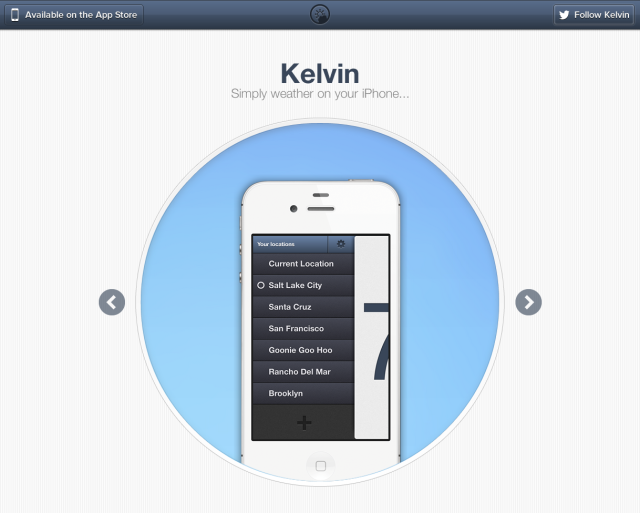 Available on the App Store
Follow Kelvin
Kelvin
Simply weather on your iPhone...
Your locations
Current Location
Salt Lake City
Santa Cruz
San Francisco
Goonie Goo Hoo
Rancho Del Mar
Brooklyn
7